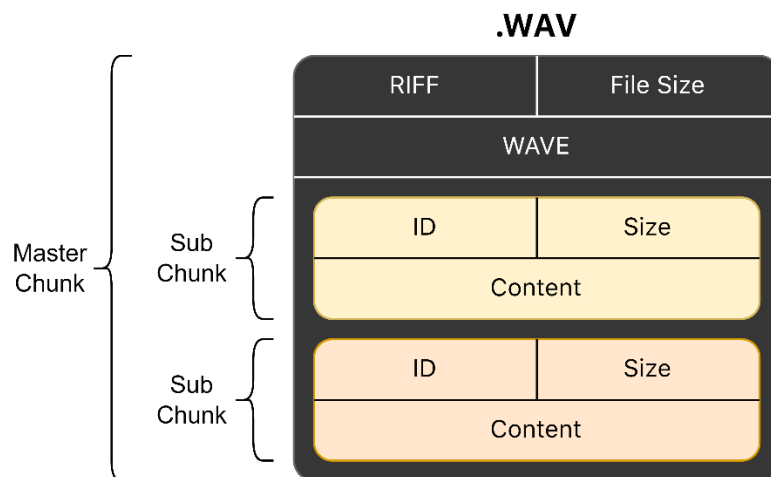 .WAV
RIFF
File Size
WAVE
Master
Chunk
Sub
Chunk
ID
Size
Content
Sub
Chunk
ID
Size
Content